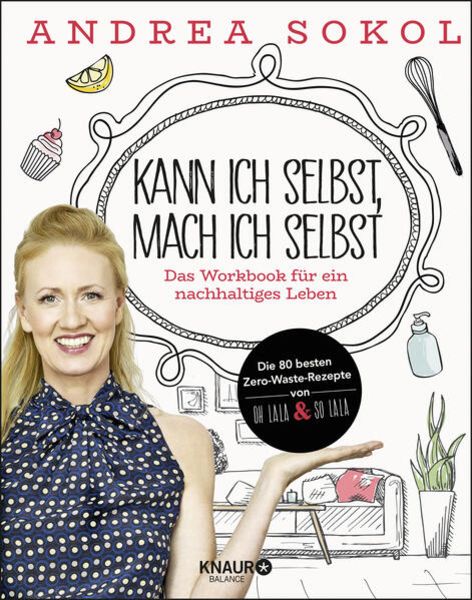 ANDREA SOKOL
KANN ICH SELBST,
MACH ICH SELBST
Das Workbook für ein
nachhaltiges Leben
Die 80 besten
Zero-Waste-Rezepte
von
OH LALA & SO LALA
KNAUR
BALANCE